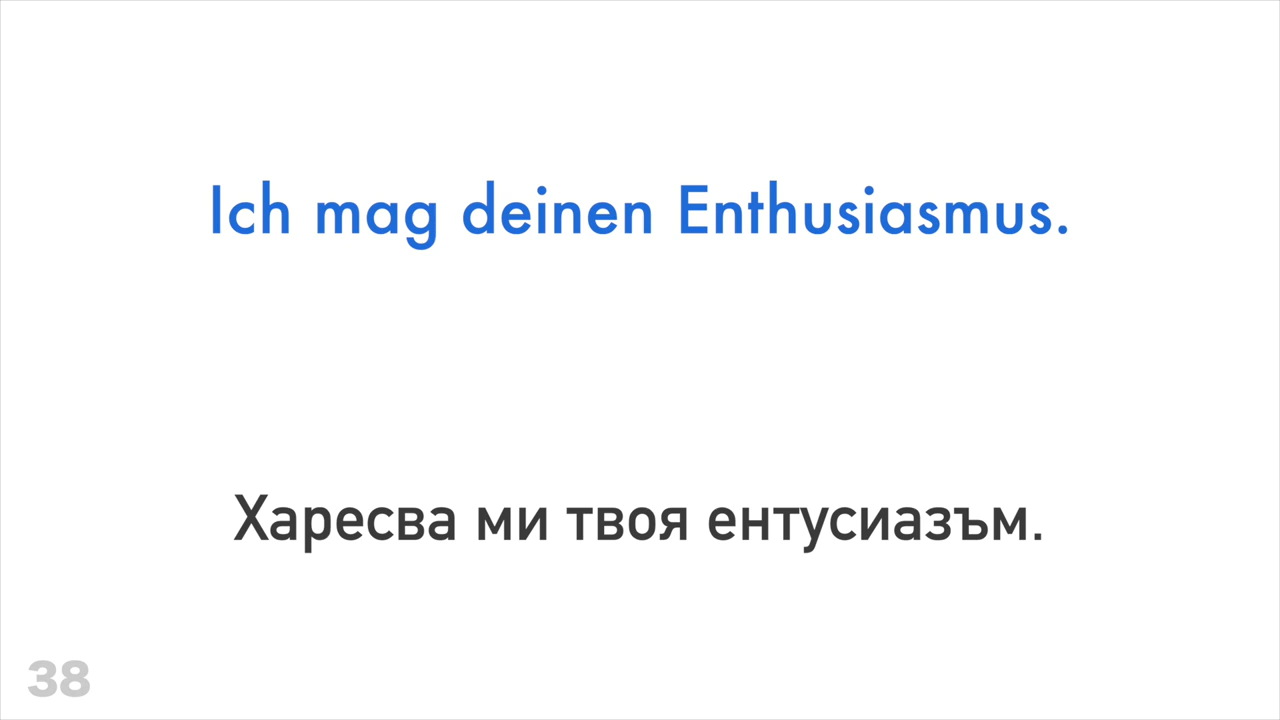 Ich mag deinen Enthusiasmus.
Харесва ми твоя ентусиазъм.
38